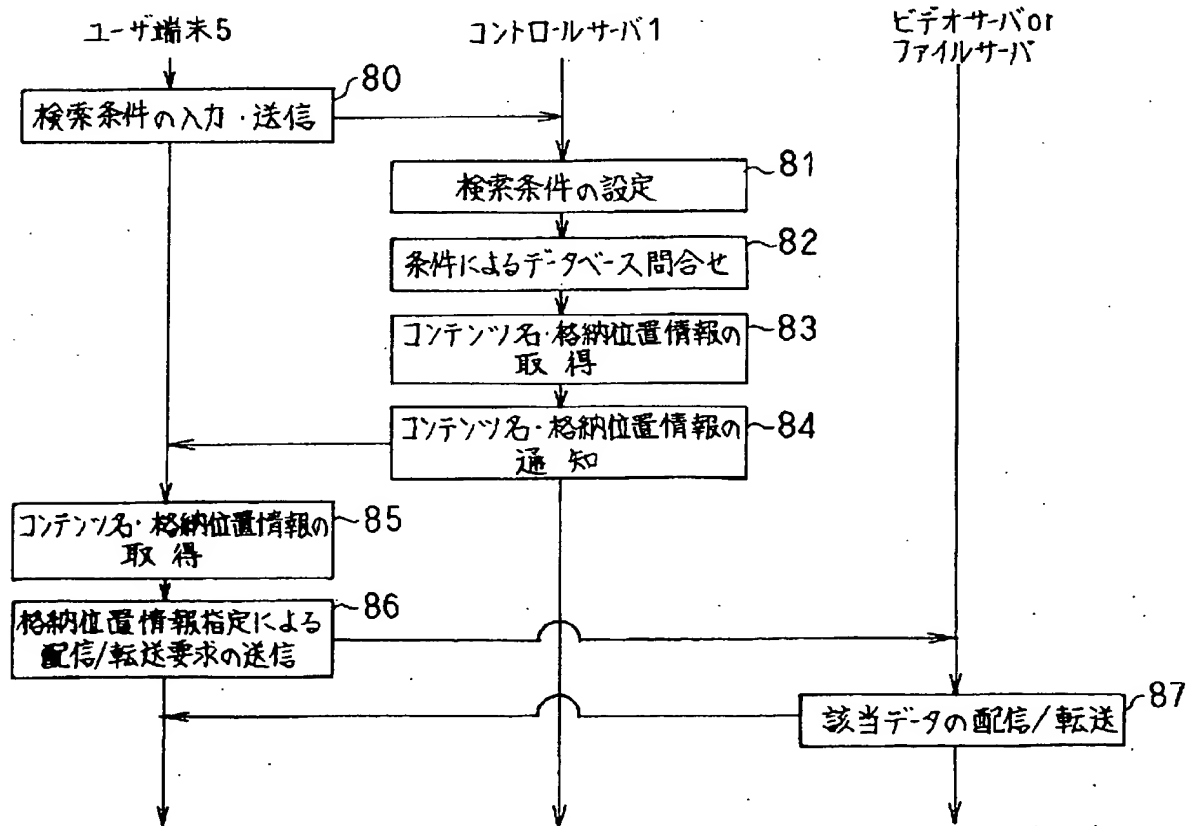 ユーザ端末5
コントロールサーバ1
ビデオサーバor
ファイルサーバ
検索条件の入力・送信
80
検索条件の設定
81
条件によるデータベース問合せ
82
コンテンツ名・格納位置情報の
取得
83
コンテンツ名・格納位置情報の
通知
84
コンテンツ名・格納位置情報の
取得
85
格納位置情報指定による
配信/転送要求の送信
86
該当データの配信/転送
87